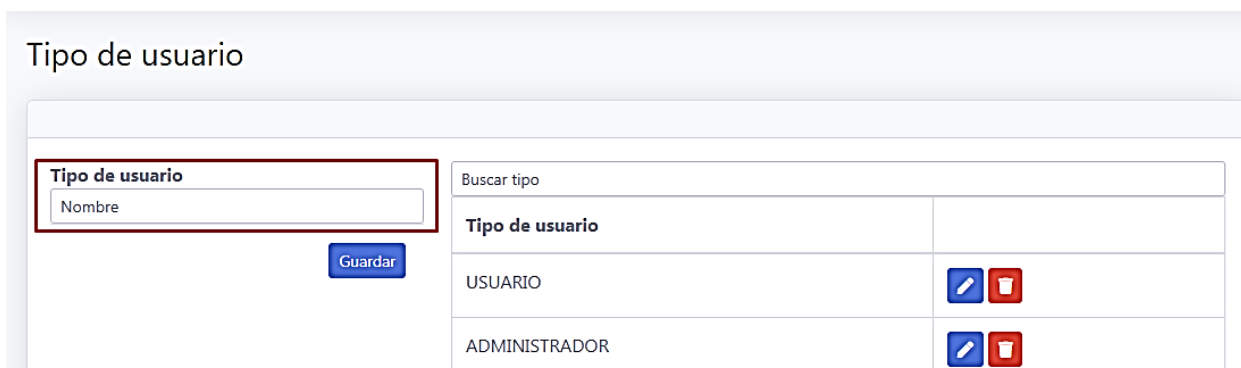 Tipo de usuario
Tipo de usuario
Nombre
Guardar
Buscar tipo
Tipo de usuario
USUARIO
ADMINISTRADOR